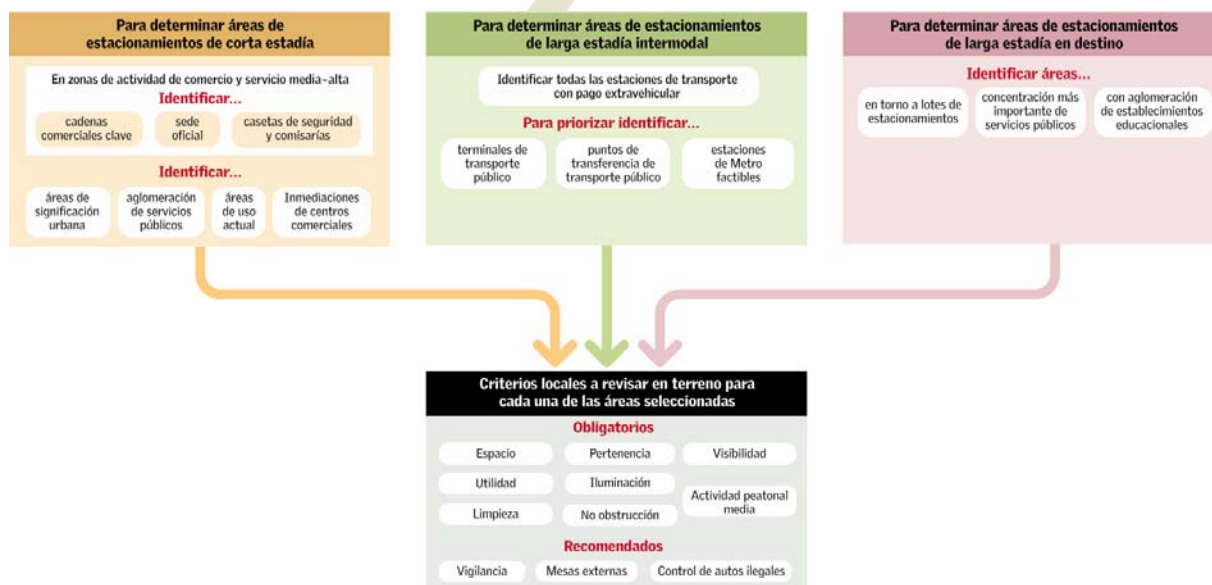 Para determinar áreas de
estacionamientos de corta estadía
En zonas de actividad de comercio y servicio media-alta
Identificar...
cadenas
comerciales clave
sede
oficial
casetas de seguridad
y comisarías
Identificar...
áreas de
significación
urbana
aglomeración
de servicios
públicos
áreas
de uso
actual
Inmediaciones
de centros
comerciales
Para determinar áreas de estacionamientos
de larga estadía intermodal
Identificar todas las estaciones de transporte
con pago extravehicular
Para priorizar identificar...
terminales de
transporte
público
puntos de
transferencia de
transporte público
estaciones
de Metro
factibles
Para determinar áreas de estacionamientos
de larga estadía en destino
Identificar áreas...
en torno a lotes de
estacionamientos
concentración más
importante de
servicios públicos
con aglomeración
de establecimientos
educacionales
Criterios locales a revisar en terreno para
cada una de las áreas seleccionadas
Obligatorios
Espacio
Pertenencia
Visibilidad
Utilidad
Iluminación
Actividad peatonal
media
Limpieza
No obstrucción
Recomendados
Vigilancia
Mesas externas
Control de autos ilegales